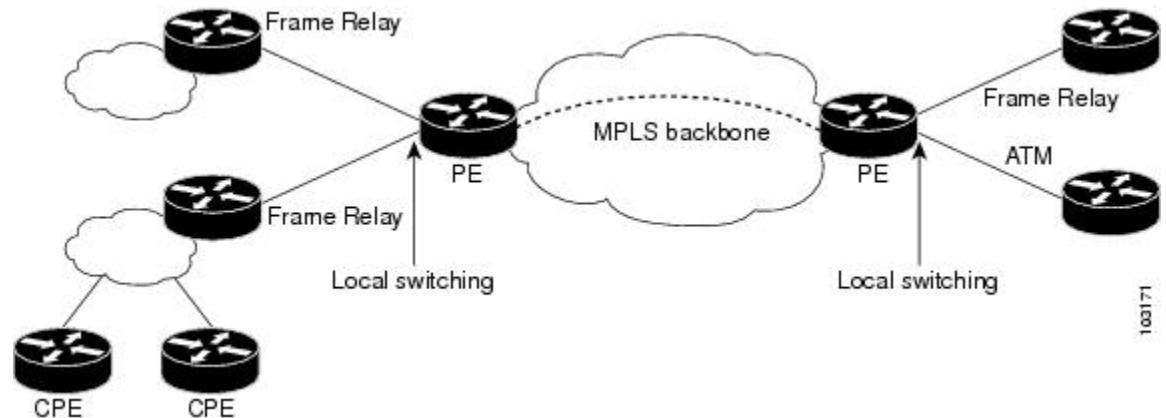 Frame Relay
Frame Relay
MPLS backbone
PE
PE
ATM
Frame Relay
Local switching
Local switching
103171
CPE
CPE